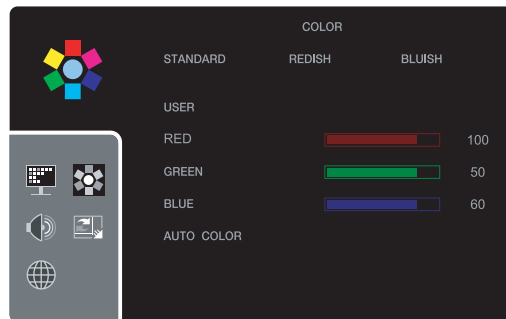 COLOR
STANDARD REDISH BLUISH
USER
RED 100
GREEN 50
BLUE 60
AUTO COLOR